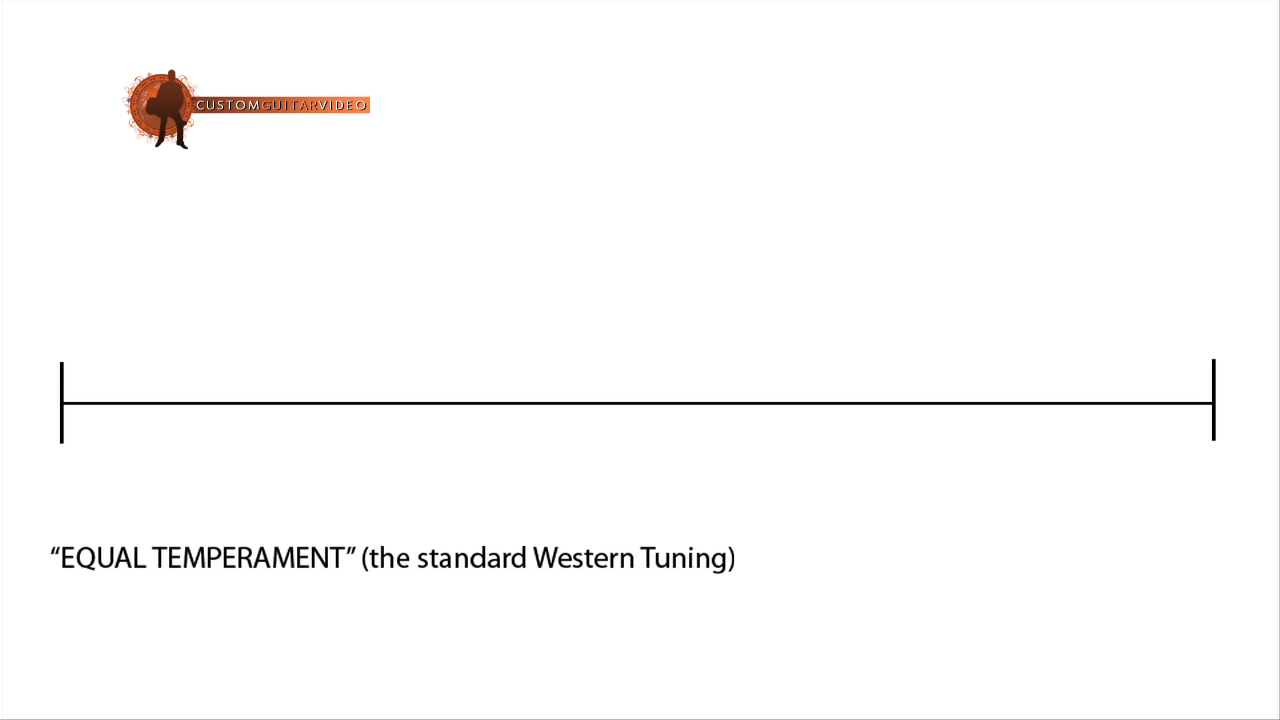 CUSTOMGUITARVIDEO
“EQUAL TEMPERAMENT” (the standard Western Tuning)